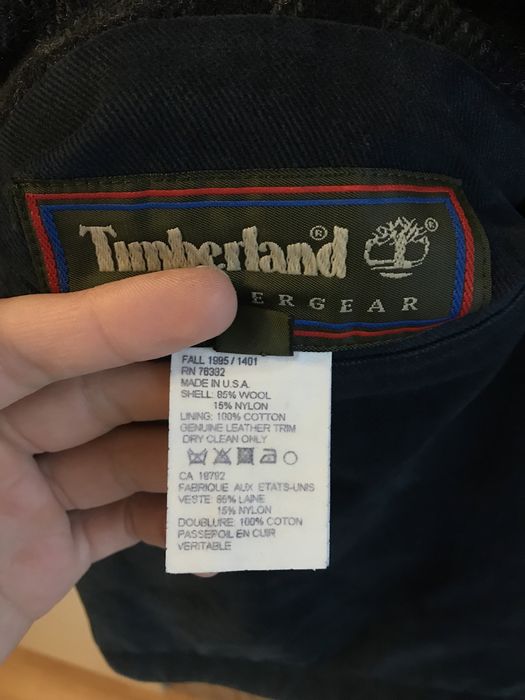 Timberland®
®
ERGEAR
FALL 1995 / 1401
RN 76392
MADE IN U.S.A.
SHELL: 85% WOOL
15% NYLON
LINING: 100% COTTON
GENUINE LEATHER TRIM
DRY CLEAN ONLY
CA 16792
FABRIQUE AUX ETATS-UNIS
VESTE: 85% LAINE
15% NYLON
DOUBLURE: 100% COTON
PASSEPOIL EN CUIR
VERITABLE